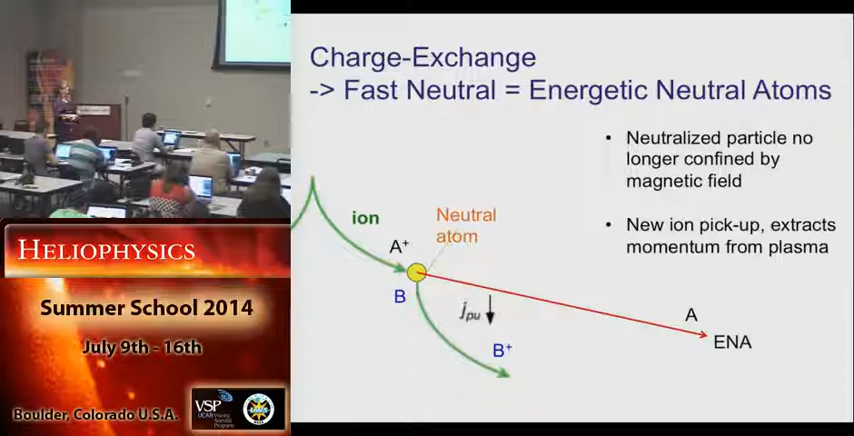 Charge-Exchange
-> Fast Neutral = Energetic Neutral Atoms
• Neutralized particle no
longer confined by
magnetic field
• New ion pick-up, extracts
momentum from plasma
ion
Neutral
atom
A+
B
jpu
B+
A
ENA
HELIOPHYSICS
Summer School 2014
July 9th - 16th
Boulder, Colorado U.S.A.
VSP
UCAR Visiting
Scientist
Programs